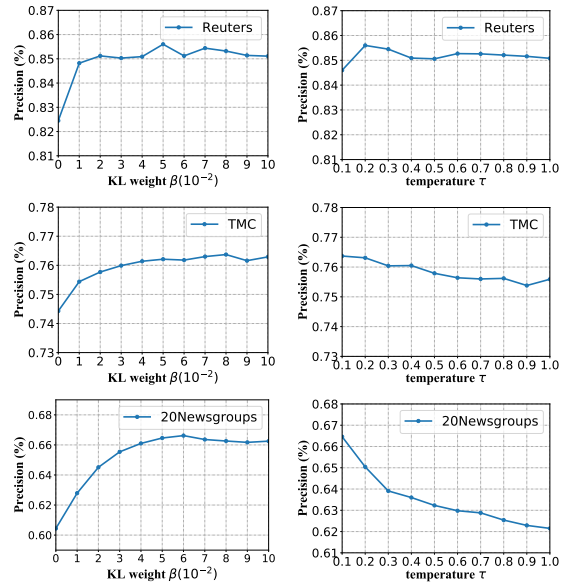 0.87
0.86
0.85
0.84
0.83
0.82
0.81
Precision (%)
Reuters
0 1 2 3 4 5 6 7 8 9 10
KL weight β(10⁻²)
0.87
0.86
0.85
0.84
0.83
0.82
0.81
Precision (%)
Reuters
0.1 0.2 0.3 0.4 0.5 0.6 0.7 0.8 0.9 1.0
temperature τ
0.78
0.77
0.76
0.75
0.74
0.73
Precision (%)
TMC
0 1 2 3 4 5 6 7 8 9 10
KL weight β(10⁻²)
0.78
0.77
0.76
0.75
0.74
0.73
Precision (%)
TMC
0.1 0.2 0.3 0.4 0.5 0.6 0.7 0.8 0.9 1.0
temperature τ
0.68
0.66
0.64
0.62
0.60
Precision (%)
20Newsgroups
0 1 2 3 4 5 6 7 8 9 10
KL weight β(10⁻²)
0.68
0.67
0.66
0.65
0.64
0.63
0.62
0.61
Precision (%)
20Newsgroups
0.1 0.2 0.3 0.4 0.5 0.6 0.7 0.8 0.9 1.0
temperature τ